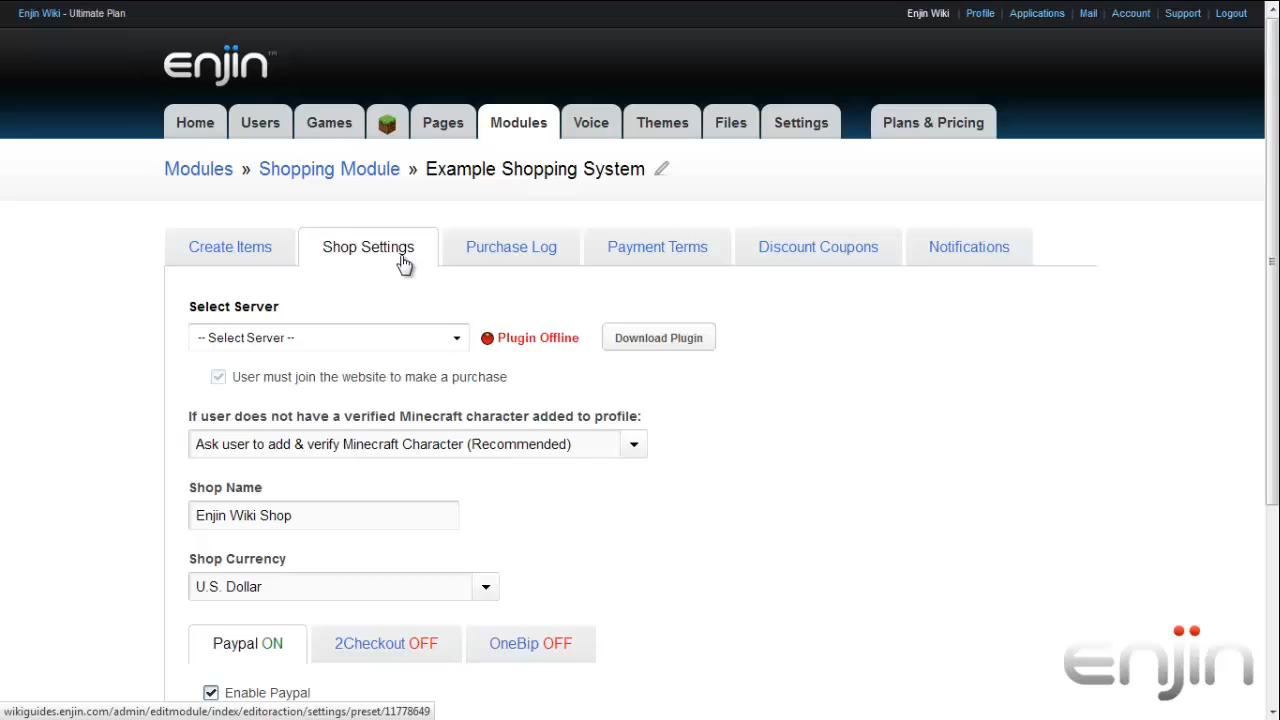 Enjin Wiki - Ultimate Plan
Enjin Wiki | Profile | Applications | Mail | Account | Support | Logout
enjin™
Home Users Games Pages Modules Voice Themes Files Settings Plans & Pricing
Modules » Shopping Module » Example Shopping System
Create Items Shop Settings Purchase Log Payment Terms Discount Coupons Notifications
Select Server
-- Select Server -- Plugin Offline Download Plugin
User must join the website to make a purchase
If user does not have a verified Minecraft character added to profile:
Ask user to add & verify Minecraft Character (Recommended)
Shop Name
Enjin Wiki Shop
Shop Currency
U.S. Dollar
Paypal ON 2Checkout OFF OneBip OFF
Enable Paypal
enjin
wikiguides.enjin.com/admin/editmodule/index/editoraction/settings/preset/11778649